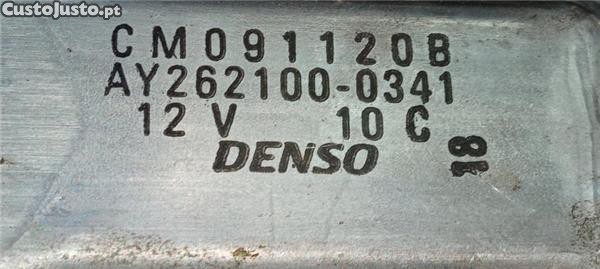 CustoJusto.pt
CM091120B
AY262100-0341
12 V 10 C
DENSO
18